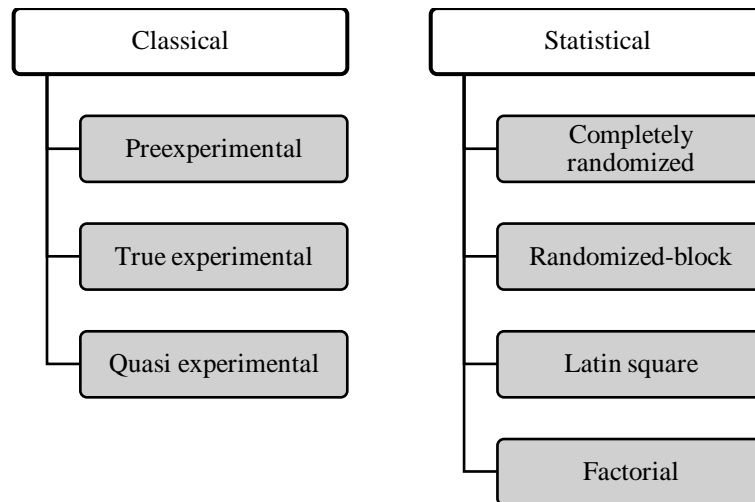 Classical
Preexperimental
True experimental
Quasi experimental
Statistical
Completely
randomized
Randomized-block
Latin square
Factorial